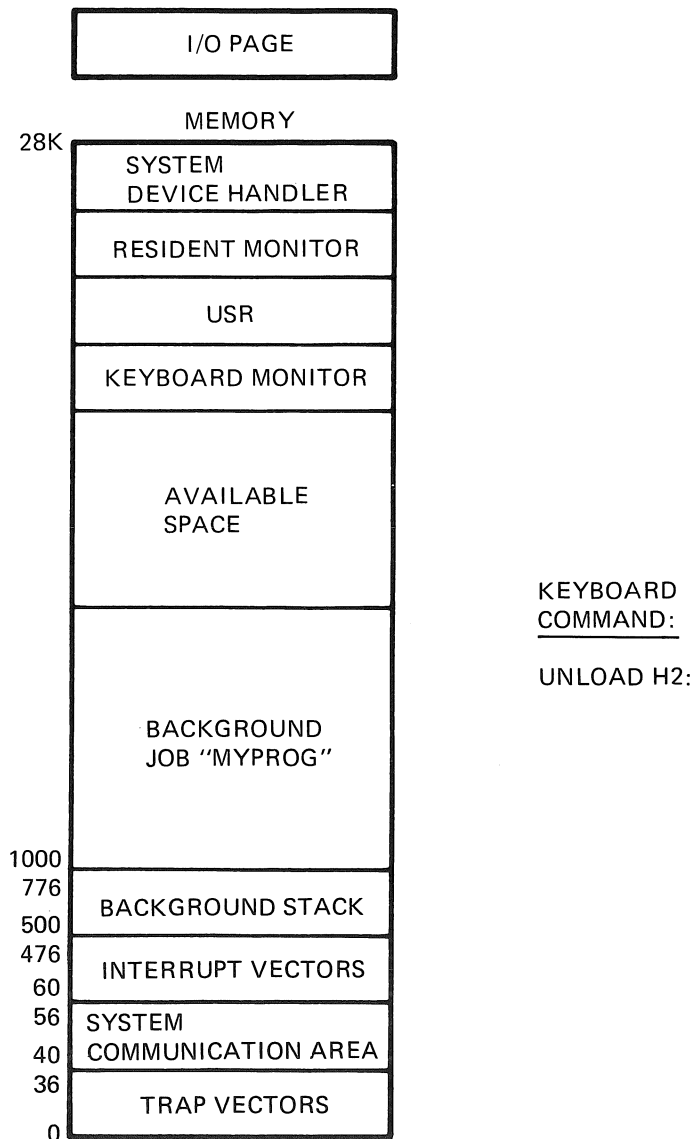 I/O PAGE
MEMORY
28K
SYSTEM
DEVICE HANDLER
RESIDENT MONITOR
USR
KEYBOARD MONITOR
AVAILABLE
SPACE
KEYBOARD
COMMAND:
UNLOAD H2:
BACKGROUND
JOB "MYPROG"
1000
776
BACKGROUND STACK
500
476
INTERRUPT VECTORS
60
56
SYSTEM
COMMUNICATION AREA
40
36
TRAP VECTORS
0